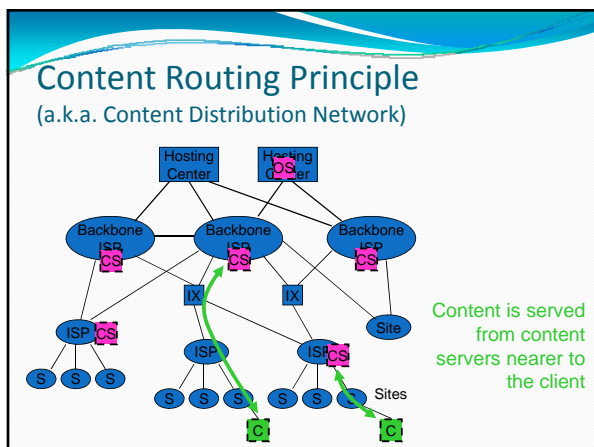 Content Routing Principle
(a.k.a. Content Distribution Network)
Hosting
Center
Hosting
Center
OS
Backbone
ISP
CS
Backbone
ISP
CS
Backbone
ISP
CS
IX
IX
Site
ISP
CS
ISP
ISP
CS
S
S
S
S
S
S
S
S
S
Sites
C
C
Content is served
from content
servers nearer to
the client